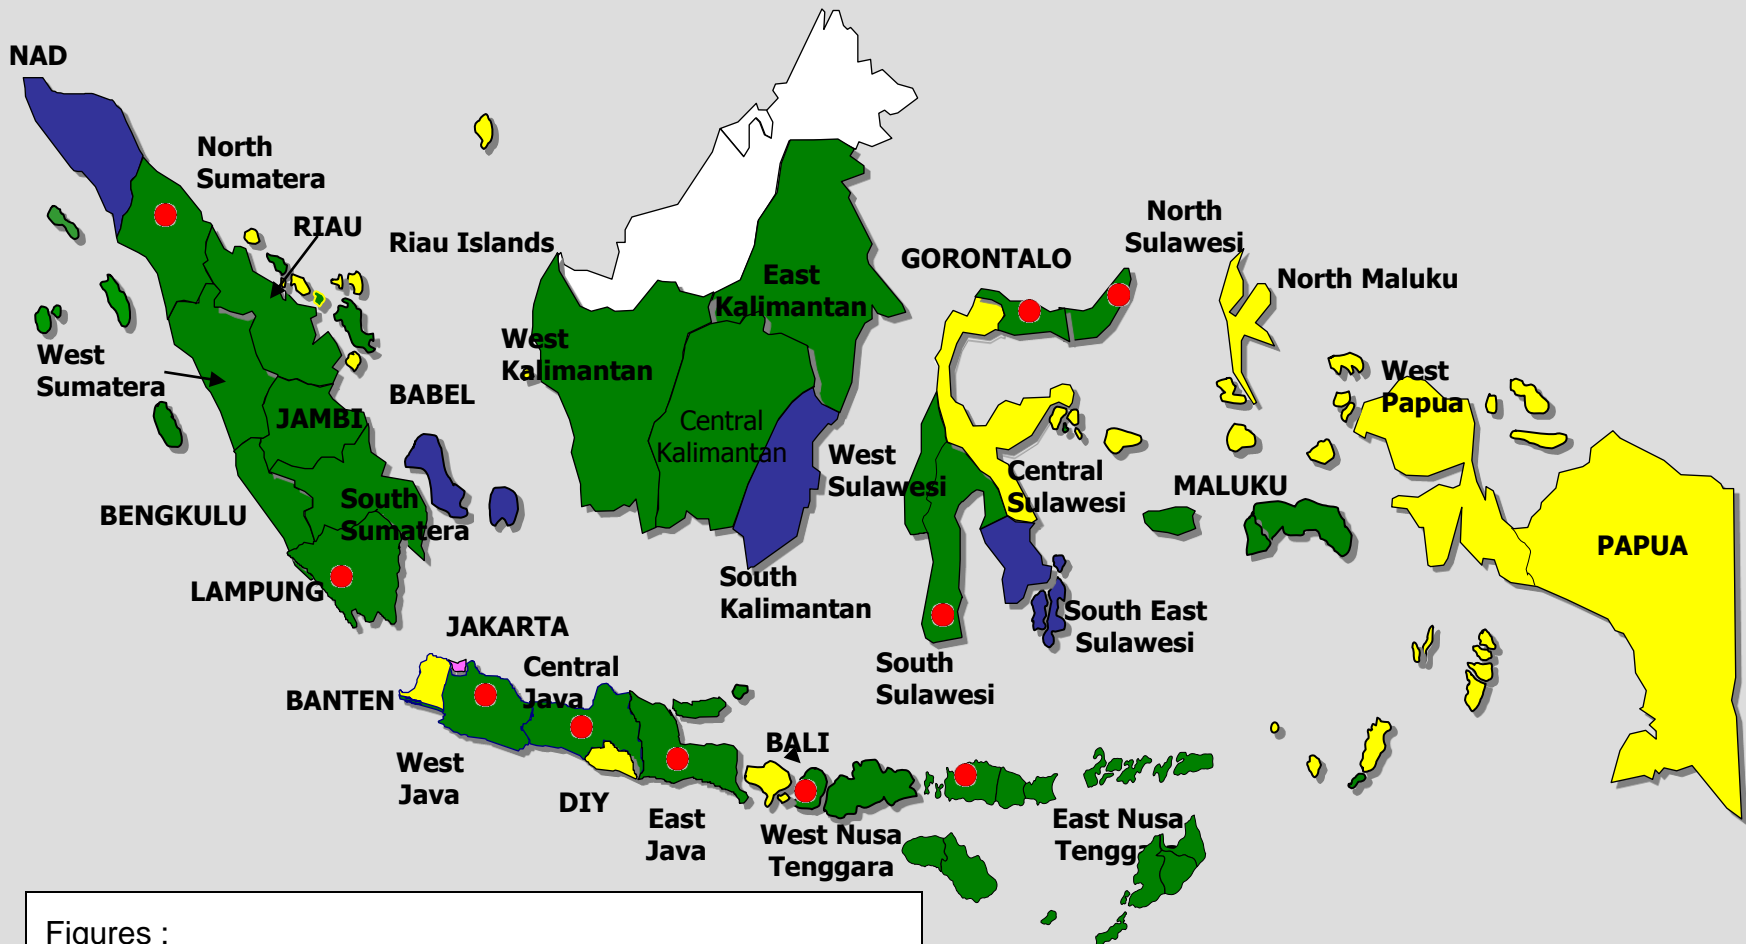 NAD
North
Sumatera
RIAU
Riau Islands
West
Sumatera
JAMBI
BABEL
BENGKULU
South
Sumatera
LAMPUNG
West
Kalimantan
East
Kalimantan
Central
Kalimantan
South
Kalimantan
GORONTALO
North
Sulawesi
North Maluku
West
Sulawesi
Central
Sulawesi
MALUKU
West
Papua
PAPUA
South East
Sulawesi
South
Sulawesi
JAKARTA
Central
Java
BANTEN
West
Java
DIY
East
Java
BALI
West Nusa
Tenggara
East Nusa
Figures :